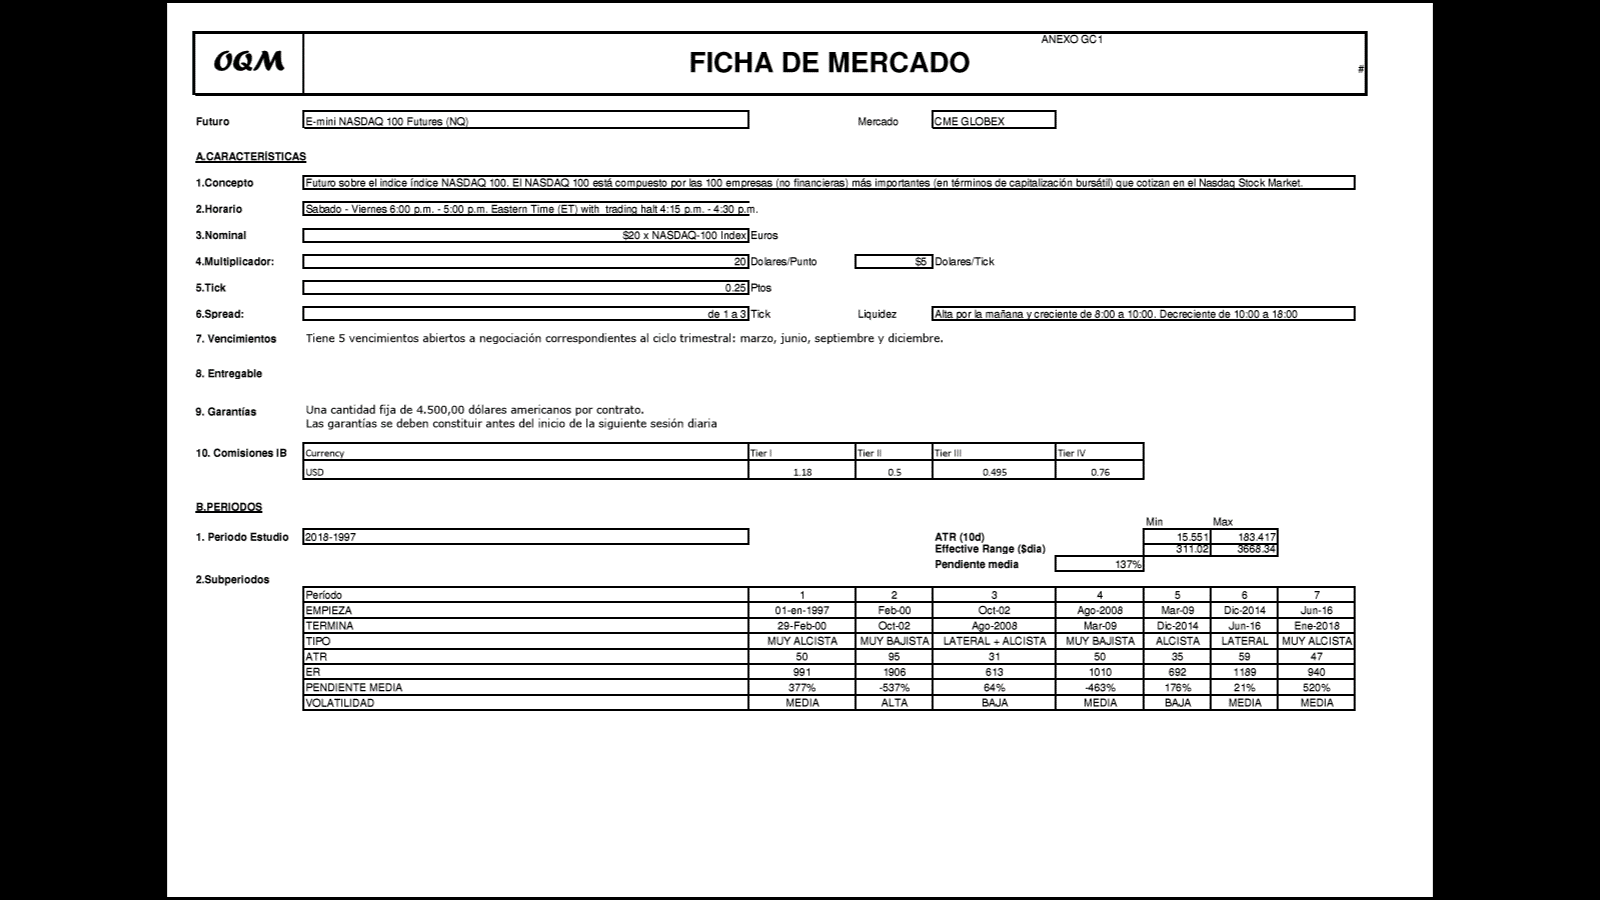 ANEXO GC1
OQM
FICHA DE MERCADO
#
Futuro E-mini NASDAQ 100 Futures (NQ) Mercado CME GLOBEX
A.CARACTERÍSTICAS
1.Concepto Futuro sobre el indice índice NASDAQ 100. El NASDAQ 100 está compuesto por las 100 empresas (no financieras) más importantes (en términos de capitalización bursátil) que cotizan en el Nasdaq Stock Market.
2.Horario Sabado - Viernes 6:00 p.m. - 5:00 p.m. Eastern Time (ET) with trading halt 4:15 p.m. - 4:30 p.m.
3.Nominal $20 x NASDAQ-100 Index Euros
4.Multiplicador: 20 Dolares/Punto $5 Dolares/Tick
5.Tick 0.25 Ptos
6.Spread: de 1 a 3 Tick Liquidez Alta por la mañana y creciente de 8:00 a 10:00. Decreciente de 10:00 a 18:00
7. Vencimientos Tiene 5 vencimientos abiertos a negociación correspondientes al ciclo trimestral: marzo, junio, septiembre y diciembre.
8. Entregable
9. Garantías Una cantidad fija de 4.500,00 dólares americanos por contrato.
Las garantías se deben constituir antes del inicio de la siguiente sesión diaria
10. Comisiones IB Currency Tier I Tier II Tier III Tier IV
USD 1.18 0.5 0.495 0.76
B.PERIODOS
Min Max
1. Periodo Estudio 2018-1997 ATR (10d) 15.551 183.417
Effective Range ($dia) 311.02 3668.34
Pendiente media 137%
2.Subperiodos
Período 1 2 3 4 5 6 7
EMPIEZA 01-en-1997 Feb-00 Oct-02 Ago-2008 Mar-09 Dic-2014 Jun-16
TERMINA 29-Feb-00 Oct-02 Ago-2008 Mar-09 Dic-2014 Jun-16 Ene-2018
TIPO MUY ALCISTA MUY BAJISTA LATERAL + ALCISTA MUY BAJISTA ALCISTA LATERAL MUY ALCISTA
ATR 50 95 31 50 35 59 47
ER 991 1906 613 1010 692 1189 940
PENDIENTE MEDIA 377% -537% 64% -463% 176% 21% 520%
VOLATILIDAD MEDIA ALTA BAJA MEDIA BAJA MEDIA MEDIA